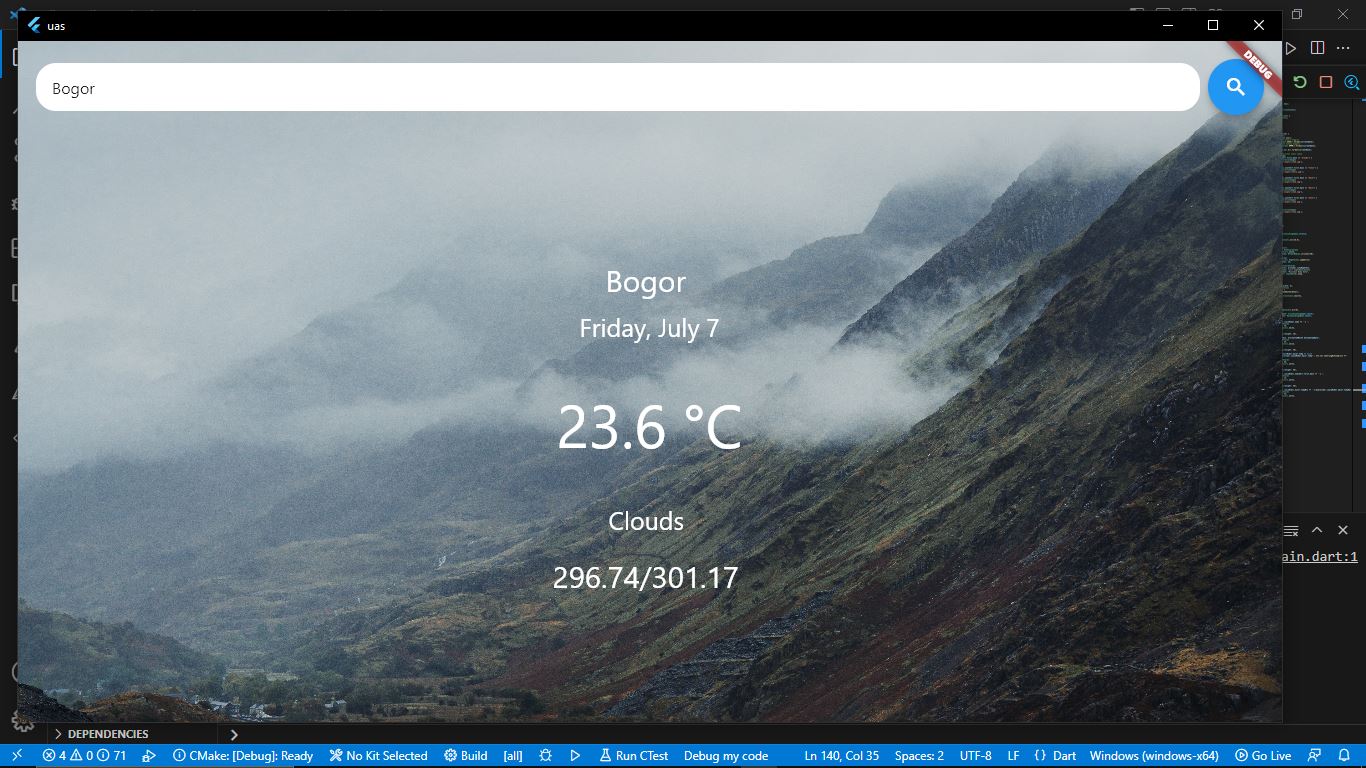 uas
DEBUG
Bogor
Bogor
Friday, July 7
23.6 °C
Clouds
296.74/301.17
ain.dart:1
DEPENDENCIES
4 0 71 CMake: [Debug]: Ready No Kit Selected Build [all] Run CTest Debug my code Ln 140, Col 35 Spaces: 2 UTF-8 LF {} Dart Windows (windows-x64) Go Live